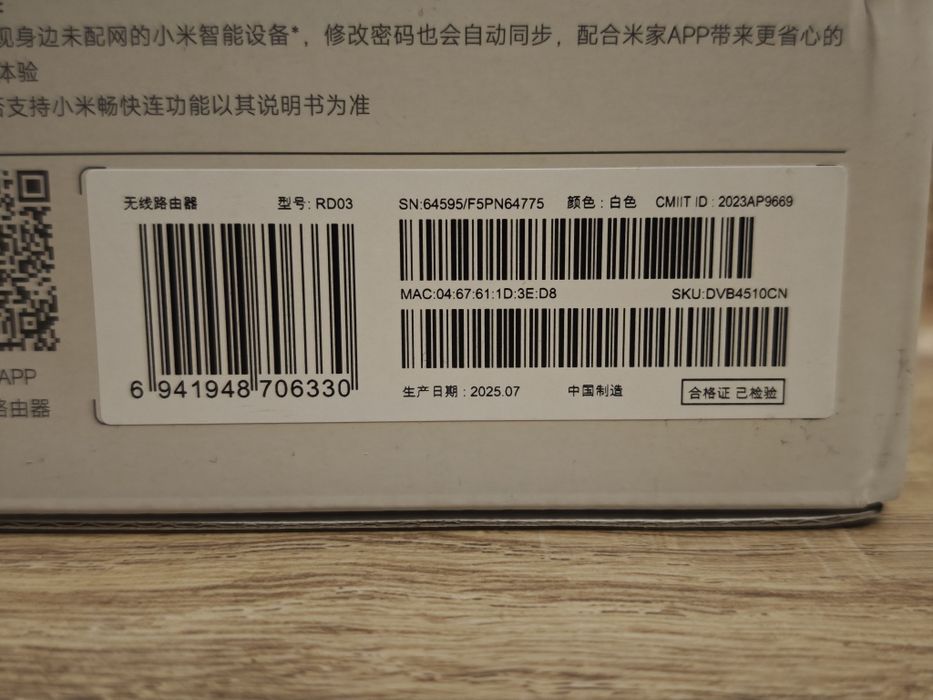 现身边未配网的小米智能设备*，修改密码也会自动同步，配合米家APP带来更省心的
体验
否支持小米畅快连功能以其说明书为准
无线路由器 型号: RD03 SN:64595/F5PN64775 颜色 : 白色 CMIIT ID : 2023AP9669
MAC:04:67:61:1D:3E:D8 SKU:DVB4510CN
6 941948 706330
生产日期 : 2025.07 中国制造 合格证 已检验
APP
路由器